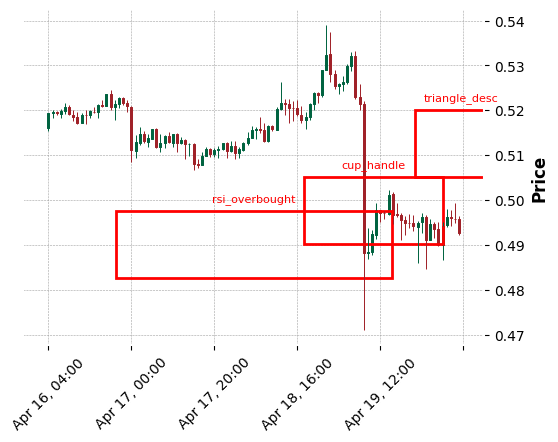 0.54
0.53
0.52
triangle_desc
0.51
cup_handle
0.50
rsi_overbought
0.49
0.48
0.47
Price
Apr 16, 04:00
Apr 17, 00:00
Apr 17, 20:00
Apr 18, 16:00
Apr 19, 12:00